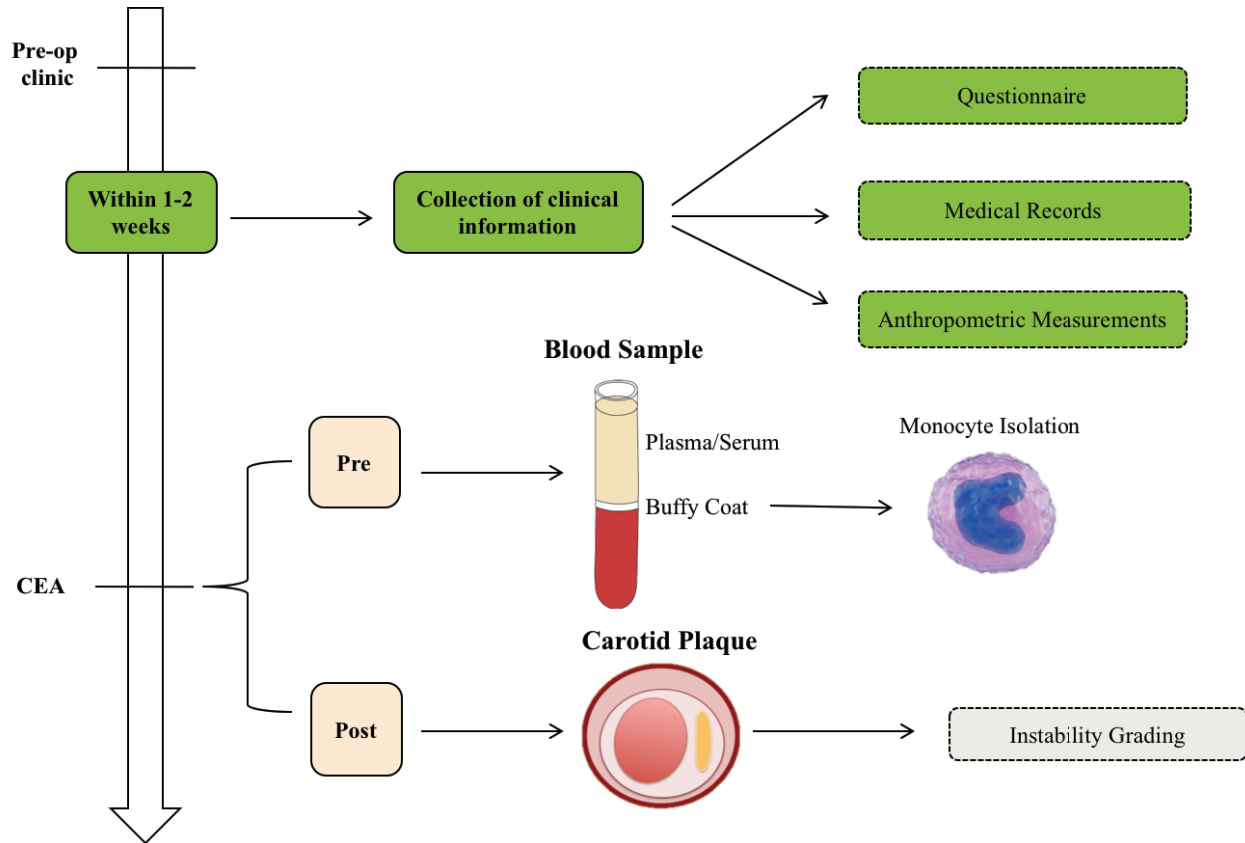 Pre-op
clinic
Within 1-2
weeks
Collection of clinical
information
Questionnaire
Medical Records
Anthropometric Measurements
Blood Sample
Pre
Plasma/Serum
Buffy Coat
Monocyte Isolation
CEA
Carotid Plaque
Post
Instability Grading